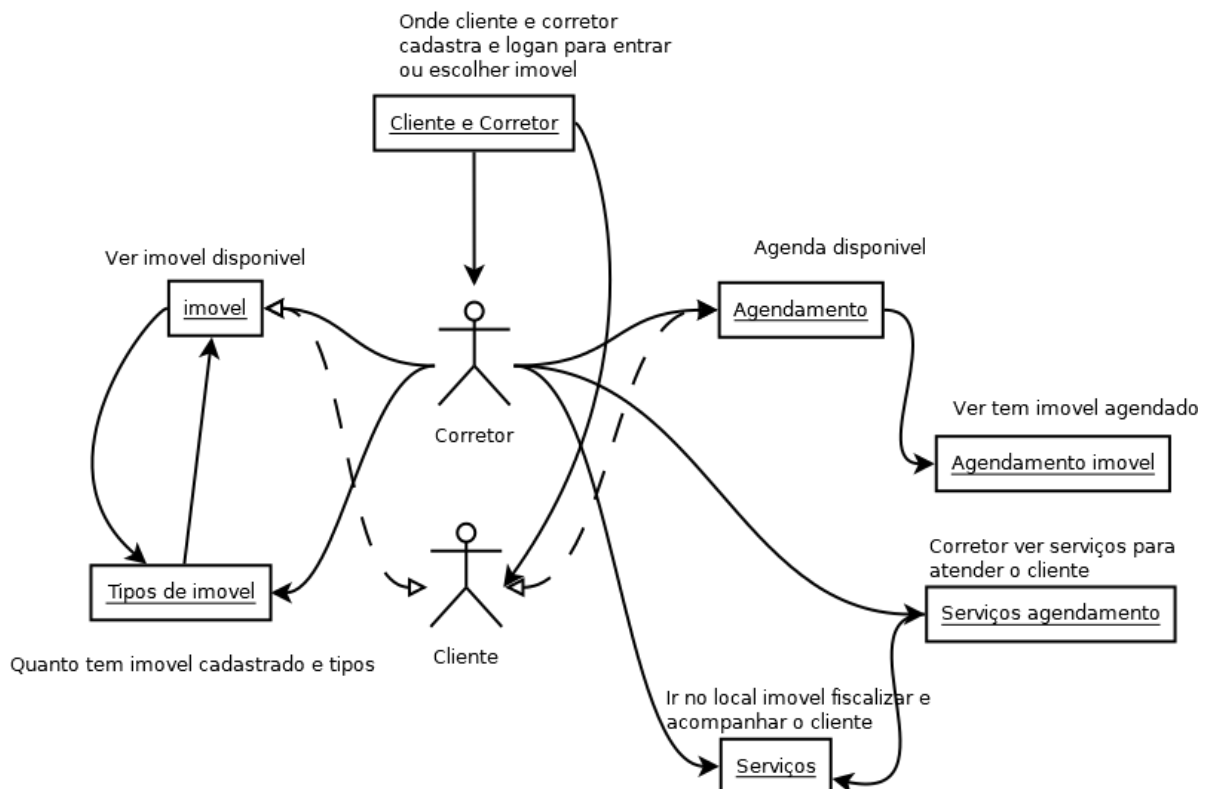 Onde cliente e corretor
cadastra e logan para entrar
ou escolher imovel
Cliente e Corretor
Ver imovel disponivel
imovel
Agenda disponivel
Agendamento
Corretor
Ver tem imovel agendado
Agendamento imovel
Tipos de imovel
Quanto tem imovel cadastrado e tipos
Cliente
Corretor ver serviços para
atender o cliente
Serviços agendamento
Ir no local imovel fiscalizar e
acompanhar o cliente
Serviços